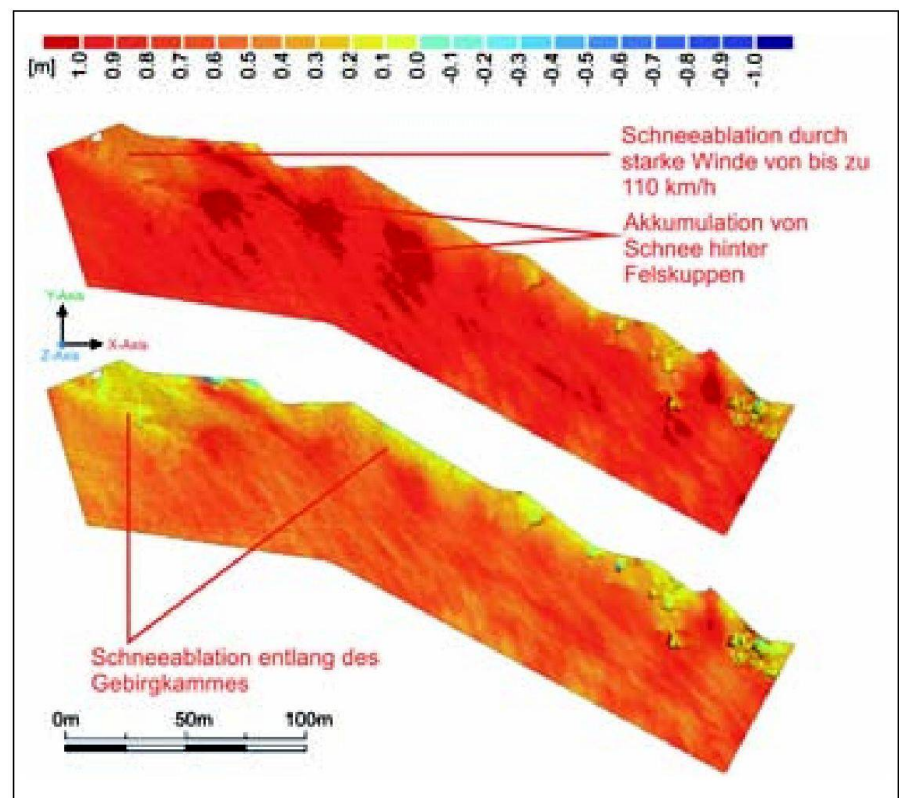 [m] 1.0 0.9 0.8 0.7 0.6 0.5 0.4 0.3 0.2 0.1 0.0 -0.1 -0.2 -0.3 -0.4 -0.5 -0.6 -0.7 -0.8 -0.9 -1.0
Schneeablation durch
starke Winde von bis zu
110 km/h
Akkumulation von
Schnee hinter
Felskuppen
Y-Axis
X-Axis
Z-Axis
Schneeablation entlang des
Gebirgkammes
0m 50m 100m